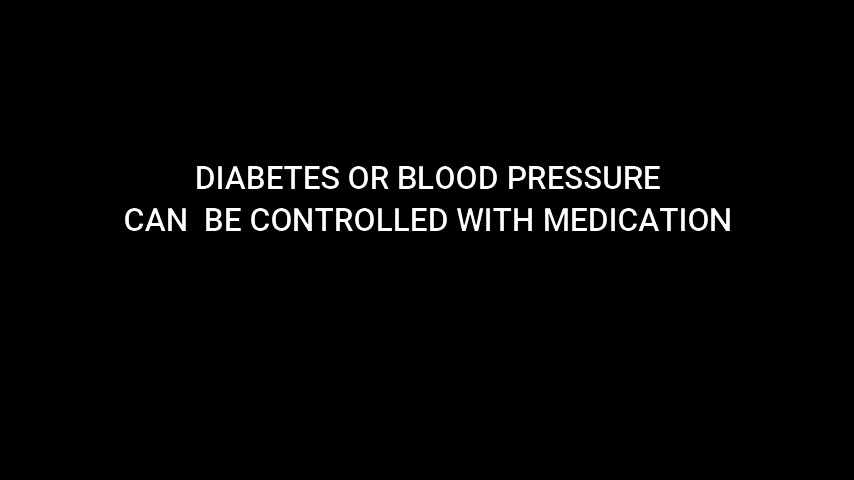 DIABETES OR BLOOD PRESSURE
CAN  BE CONTROLLED WITH MEDICATION